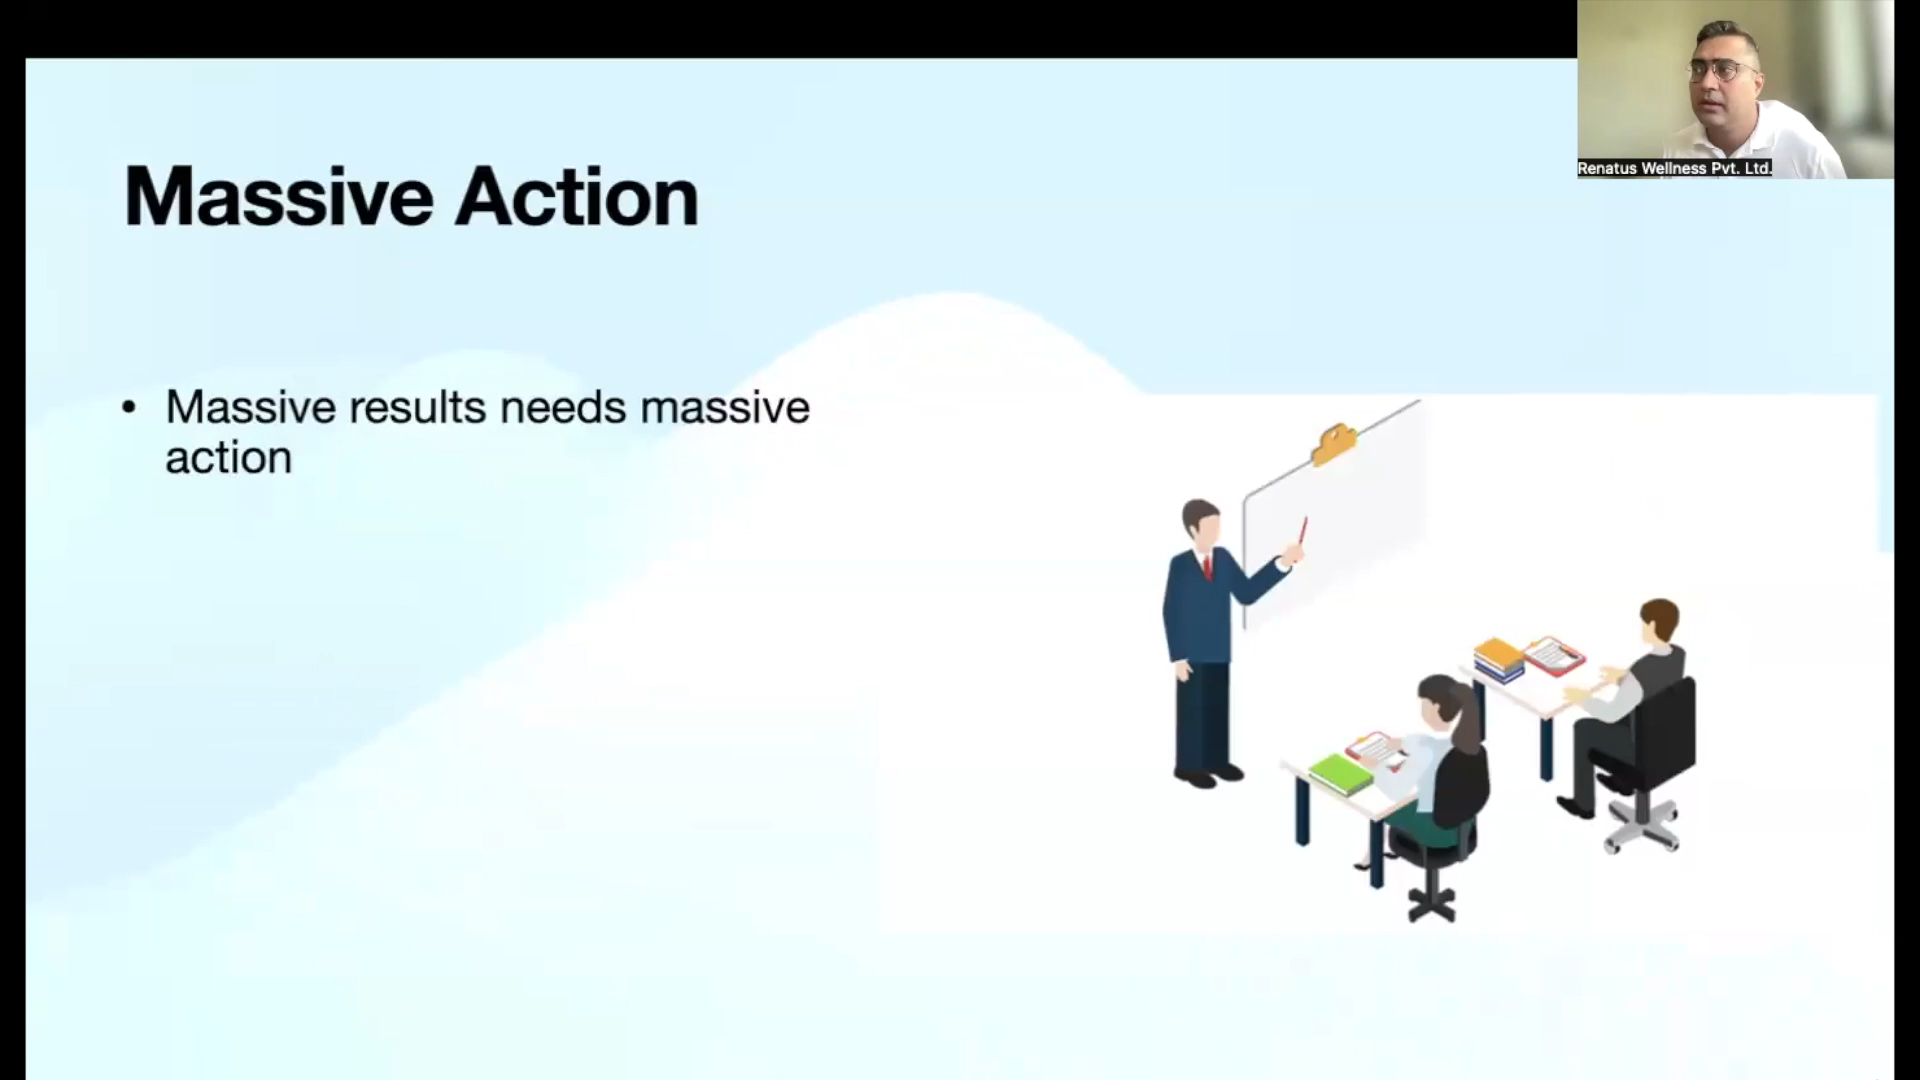 Renatus Wellness Pvt. Ltd.
Massive Action
• Massive results needs massive
action